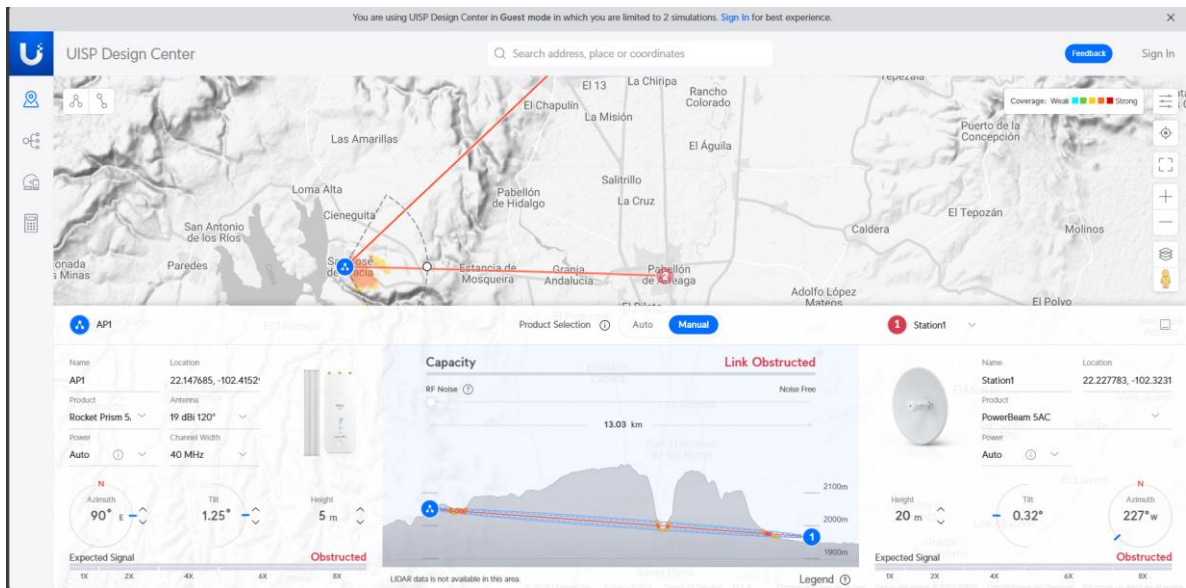 You are using UISP Design Center in Guest mode in which you are limited to 2 simulations. Sign In for best experience.
UISP Design Center
Search address, place or coordinates
Feedback
Sign In
El 13
La Chiripa
Rancho
Colorado
El Chapulín
La Misión
Las Amarillas
El Águila
Coverage: Weak
Strong
Puerto de la
Concepción
Loma Alta
Salitrillo
Pabellón
de Hidalgo
La Cruz
Cieneguita
San Antonio
de los Ríos
El Tepozán
Caldera
Molinos
Paredes
Estancia de
Mosqueira
Granja
Andalucía
Adolfo López
Mateos
El Polvo
AP1
Product Selection
Auto
Manual
1
Station1
Name
Location
AP1
22.147685, -102.4152
Product
Antenna
Rocket Prism 5.
19 dBi 120°
Power
Channel Width
Auto
40 MHz
N
Azimuth
90° E
Tilt
1.25°
Height
5 m
Expected Signal
Obstructed
1X 2X 4X 6X 8X
Capacity
Link Obstructed
RF Noise
Noise Free
13.03 km
2100m
2000m
1900m
1
LIDAR data is not available in this area.
Legend
Name
Location
Station1
22.227783, -102.3231
Product
PowerBeam 5AC
Power
Auto
Height
20 m
Tilt
0.32°
N
Azimuth
227° W
Expected Signal
Obstructed
1X 2X 4X 6X 8X